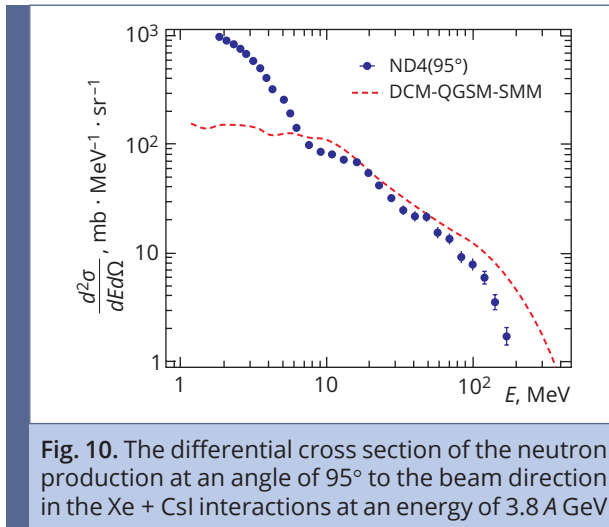 10³
10²
10
1
d²σ
dEdΩ
, mb · MeV⁻¹ · sr⁻¹
ND4(95°)
DCM-QGSM-SMM
1
10
10²
E, MeV
Fig. 10. The differential cross section of the neutron
production at an angle of 95° to the beam direction
in the Xe + CsI interactions at an energy of 3.8 A GeV